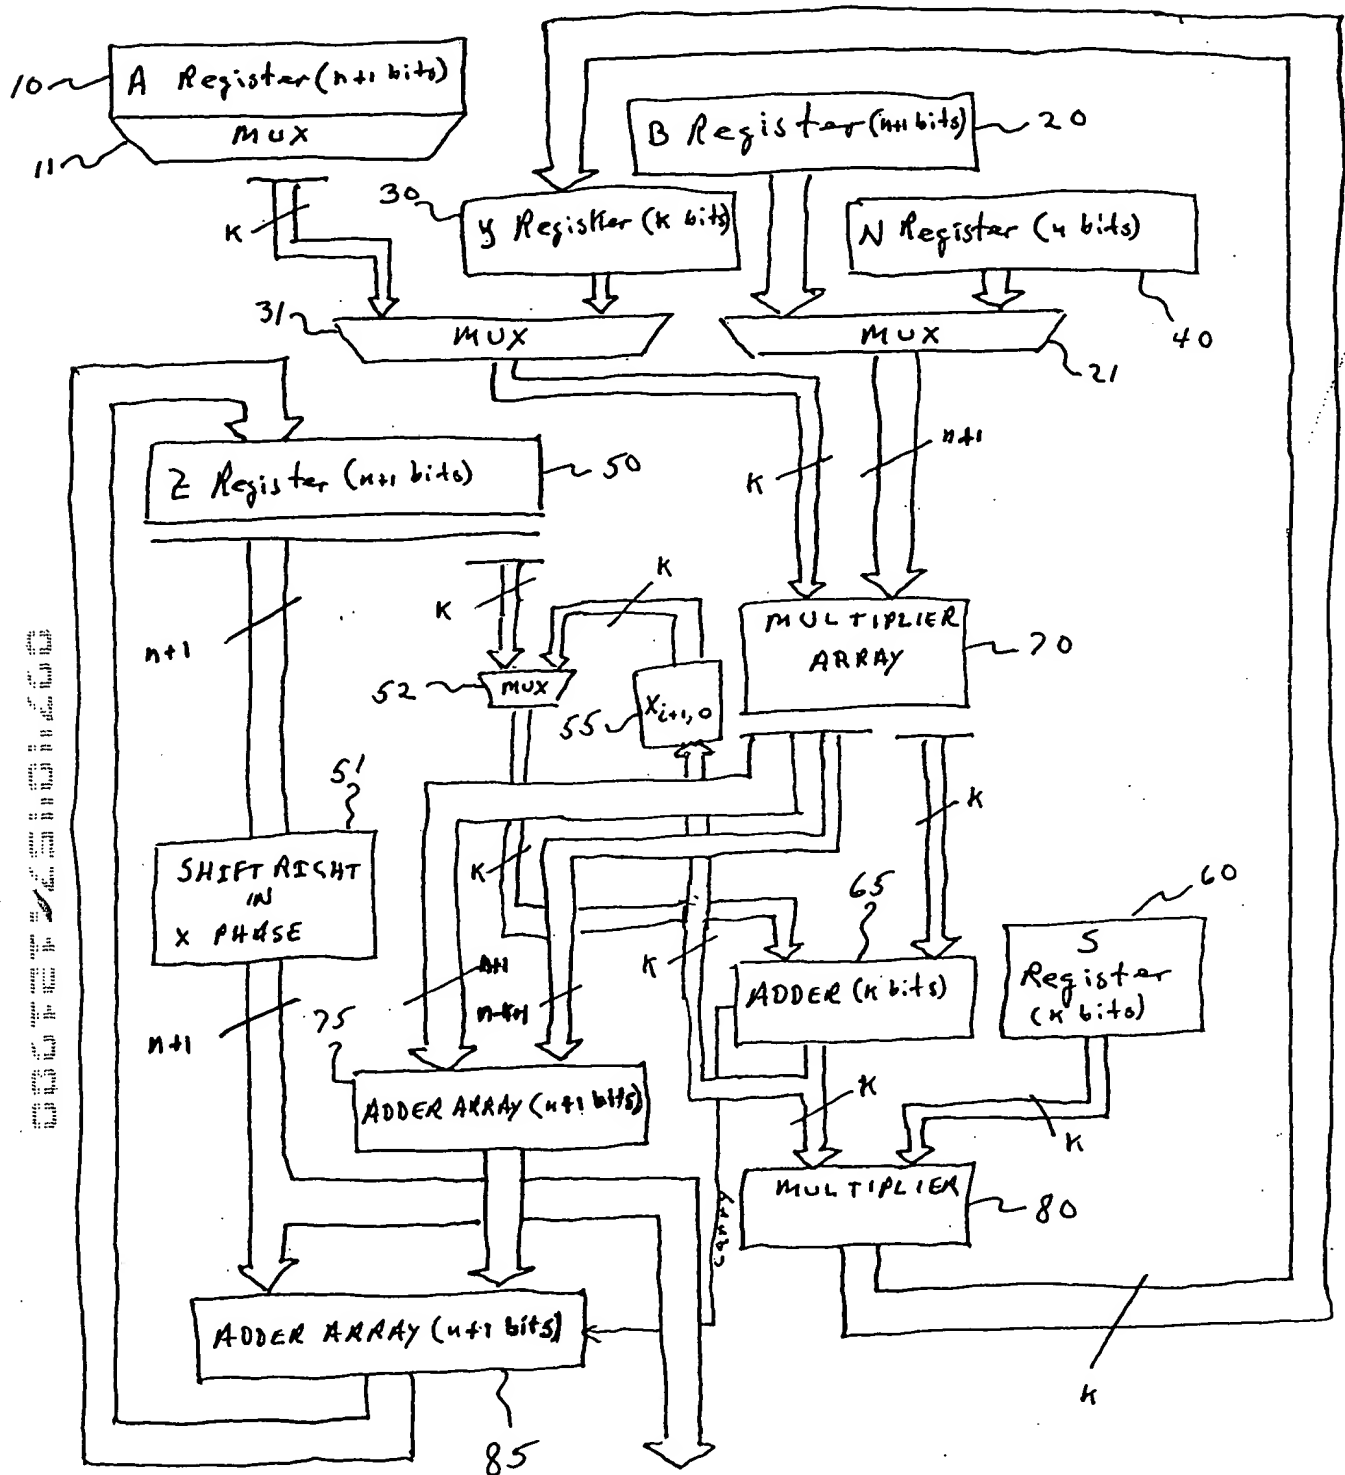 10
A Register (n+1 bits)
MUX
11
K
B Register (n+1 bits)
20
30
y Register (k bits)
N Register (n bits)
40
31
MUX
MUX
21
K
n+1
Z Register (n+1 bits)
50
n+1
K
K
52
MUX
55
X i+1,0
MULTIPLIER
ARRAY
70
51
SHIFT RIGHT
IN
X PHASE
K
K
65
60
ADDER (K bits)
S
Register
(K bits)
K
n+1
n-k+1
n+1
75
ADDER ARRAY (n+1 bits)
K
K
MULTIPLIER
80
carry
ADDER ARRAY (n+1 bits)
85
K